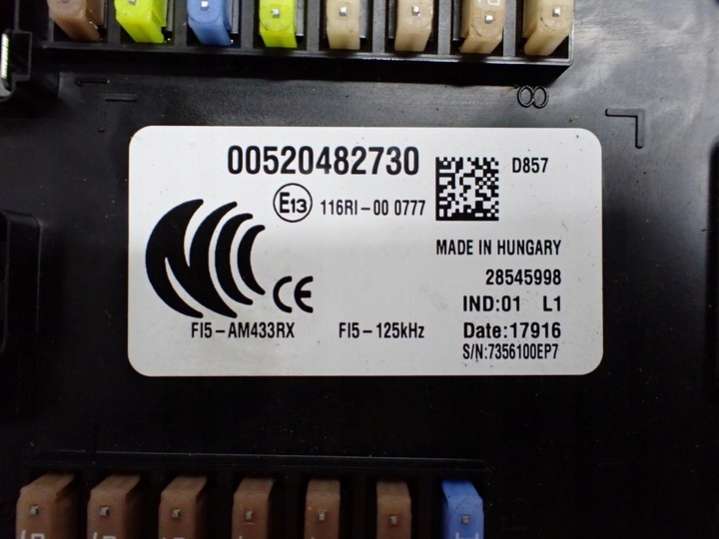 00520482730
D857
E13 116RI-00 0777
MADE IN HUNGARY
28545998
CE
IND:01 L1
FI5-AM433RX FI5-125kHz Date:17916
S/N:7356100EP7